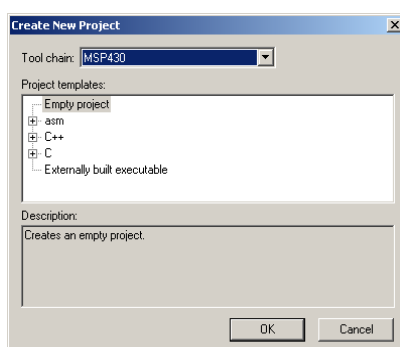 Create New Project
Tool chain: MSP430
Project templates:
Empty project
asm
C++
C
Externally built executable
Description:
Creates an empty project.
OK Cancel